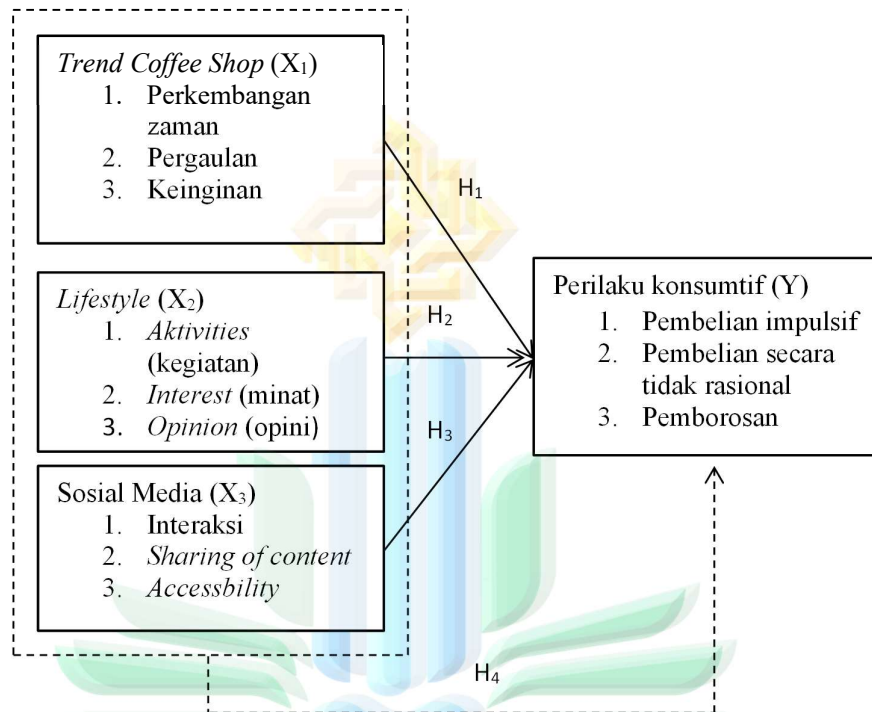 Trend Coffee Shop (X₁)
1. Perkembangan
zaman
2. Pergaulan
3. Keinginan
H₁
Lifestyle (X₂)
1. Aktivities
(kegiatan)
2. Interest (minat)
3. Opinion (opini)
H₂
Perilaku konsumtif (Y)
1. Pembelian impulsif
2. Pembelian secara
tidak rasional
3. Pemborosan
H₃
Sosial Media (X₃)
1. Interaksi
2. Sharing of content
3. Accessbility
H₄